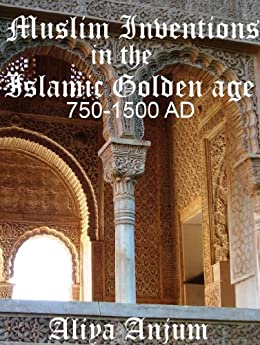 Muslim Inventions
in the
Islamic Golden age
750-1500 AD
Aliya Anjum